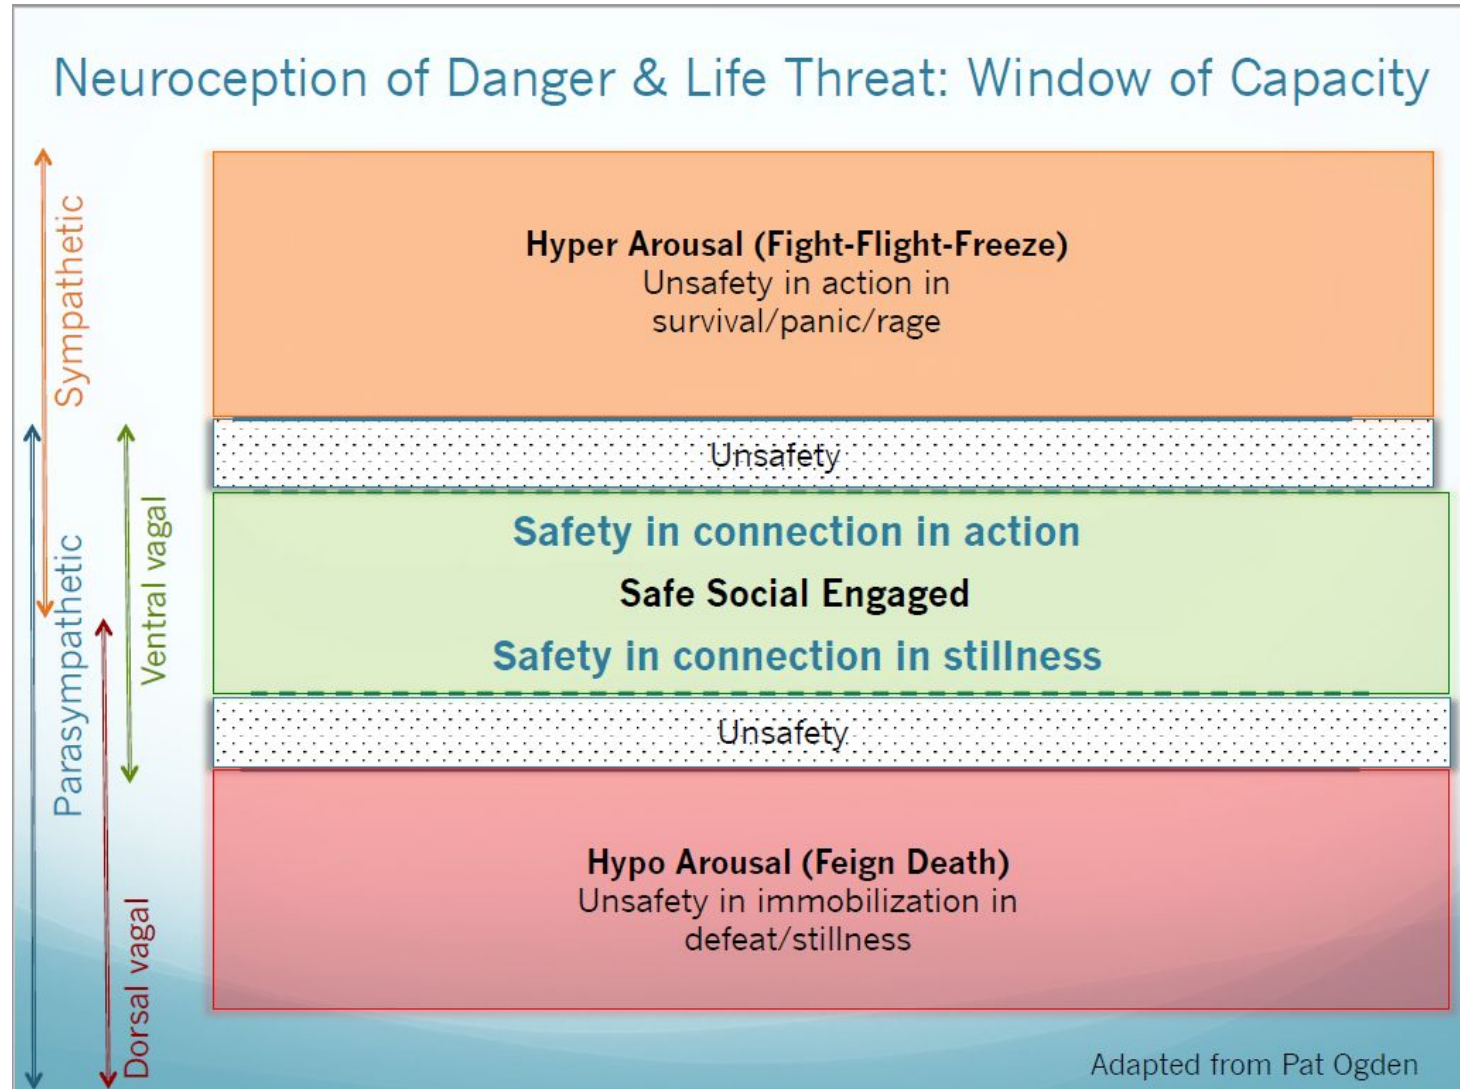 Neuroception of Danger & Life Threat: Window of Capacity
Sympathetic
Parasympathetic
Ventral vagal
Dorsal vagal
Hyper Arousal (Fight-Flight-Freeze)
Unsafety in action in
survival/panic/rage
Unsafety
Safety in connection in action
Safe Social Engaged
Safety in connection in stillness
Unsafety
Hypo Arousal (Feign Death)
Unsafety in immobilization in
defeat/stillness
Adapted from Pat Ogden